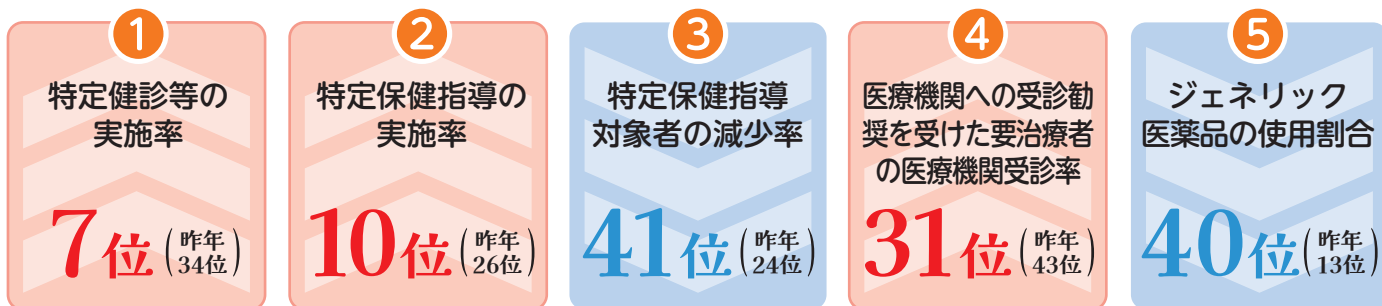 1
特定健診等の
実施率
7位(昨年34位)
2
特定保健指導の
実施率
10位(昨年26位)
3
特定保健指導
対象者の減少率
41位(昨年24位)
4
医療機関への受診勧
奨を受けた要治療者
の医療機関受診率
31位(昨年43位)
5
ジェネリック
医薬品の使用割合
40位(昨年13位)